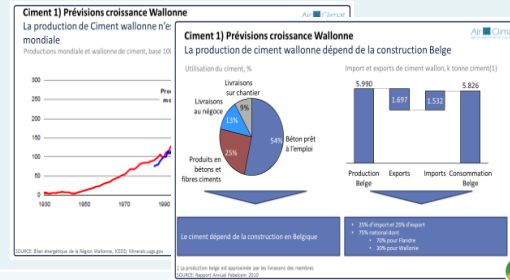 Ciment 1) Prévisions croissance Wallonne
La production de Ciment wallonne n'e
mondiale
Productions mondiale et wallonne de ciment, base 10
300
250
200
150
100
50
0
Pro
mo
1930
1950
1970
1990
SOURCE: Bilan énergétique de la Région Wallonne, ICEDD, Minerals.usgs.gov
Air Climat
Ciment 1) Prévisions croissance Wallonne
La production de ciment wallonne dépend de la construction Belge
Utilisation du ciment, %
Livraisons
sur chantier
Livraisons
au négoce
9%
13%
54%
Béton prêt
à l'emploi
25%
Produits en
bétons et
fibres ciments
Import et exports de ciment wallon, k tonne ciment(1)
5.990
1.697
1.532
5.826
Production
Belge
Exports
Imports
Consommation
Belge
Le ciment dépend de la construction en Belgique
• 25% d'import et 25% d'export
• 75% national dont
• 70% pour Flandre
• 30% pour Wallonie
1 La production belge est approximée par les livraisons des membres
SOURCE: Rapport Annuel Febelcem 2010